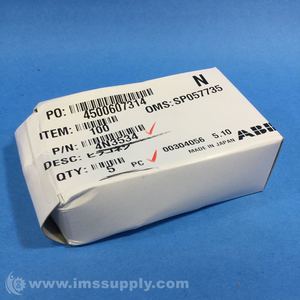 N
PO: 4500607314
OMS: SP057735
ITEM: 100
P/N: 4N3534
DESC:
QTY: 5 PC
00304056 5.10
MADE IN JAPAN
ABB
© www.imssupply.com